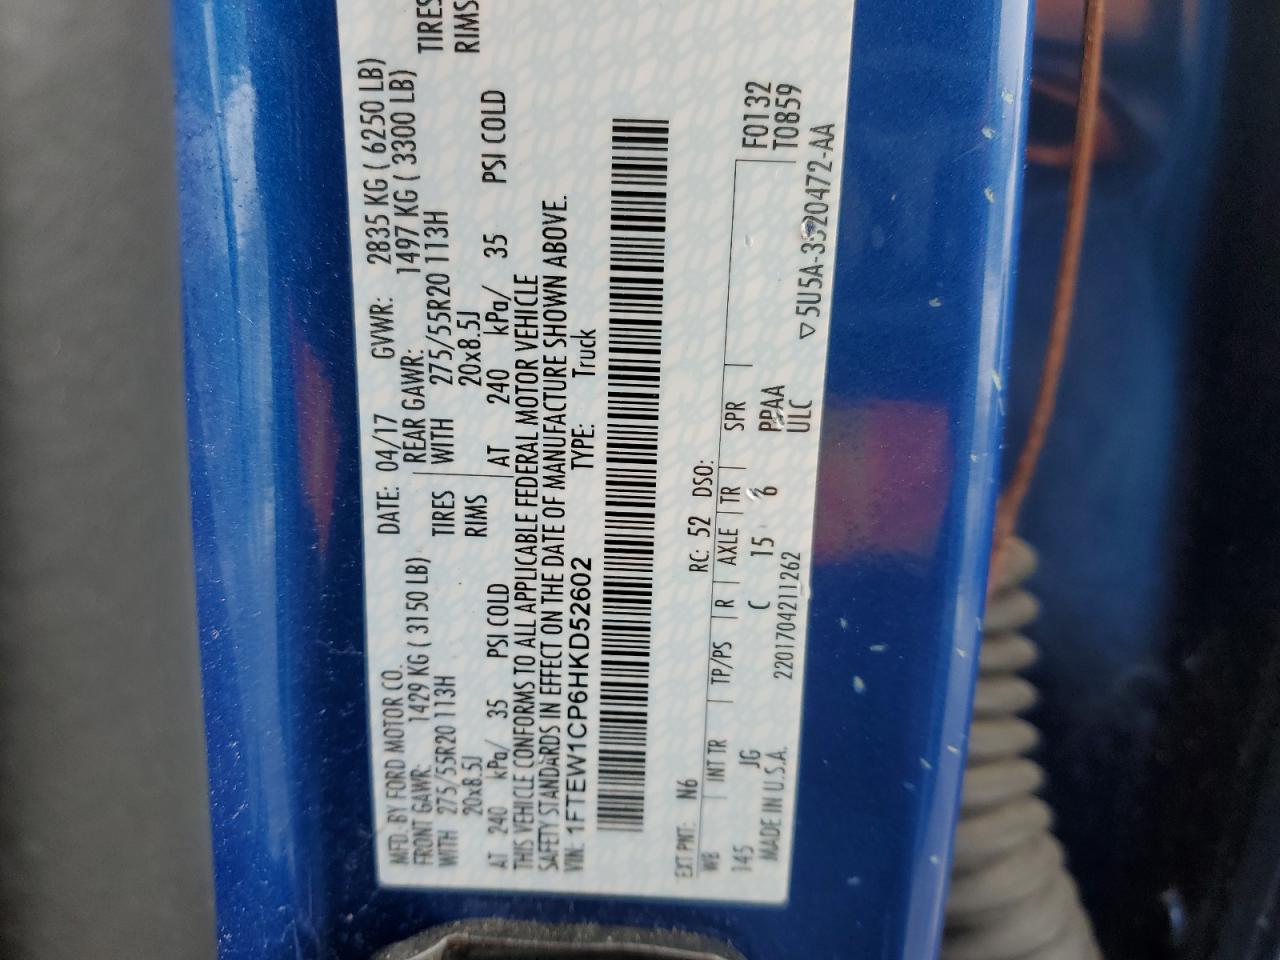 MFD. BY FORD MOTOR CO. DATE: 04/17 GVWR: 2835 KG ( 6250 LB)
FRONT GAWR: 1429 KG ( 3150 LB) REAR GAWR: 1497 KG ( 3300 LB)
WITH 275/55R20 113H TIRES WITH 275/55R20 113H TIRES
20x8.5J RIMS 20x8.5J RIMS
AT 240 kPa/ 35 PSI COLD AT 240 kPa/ 35 PSI COLD
THIS VEHICLE CONFORMS TO ALL APPLICABLE FEDERAL MOTOR VEHICLE
SAFETY STANDARDS IN EFFECT ON THE DATE OF MANUFACTURE SHOWN ABOVE.
VIN: 1FTEW1CP6HKD52602 TYPE: Truck
EXT PNT: N6 RC: 52 DSO:
WB INT TR TP/PS R AXLE TR SPR F0132
145 JG C 15 6 PPAA T0859
MADE IN U.S.A. 2201704211262 ULC
▽5U5A-3520472-AA